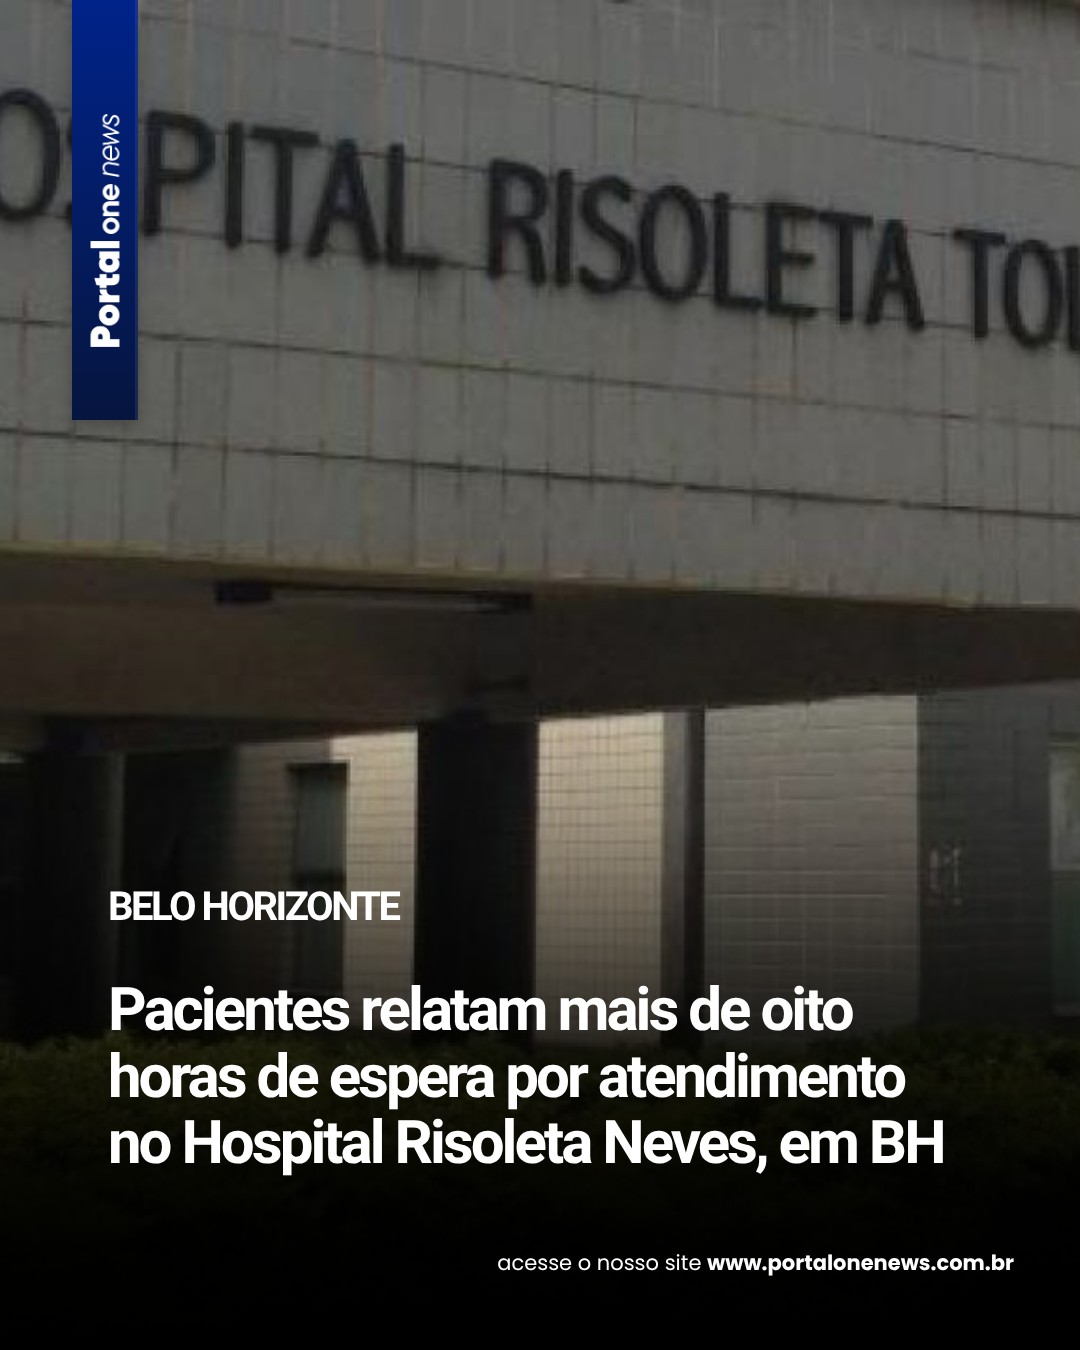 Portal one news
OSPITAL RISOLETA TOL
BELO HORIZONTE
Pacientes relatam mais de oito
horas de espera por atendimento
no Hospital Risoleta Neves, em BH
acesse o nosso site www.portalonenews.com.br